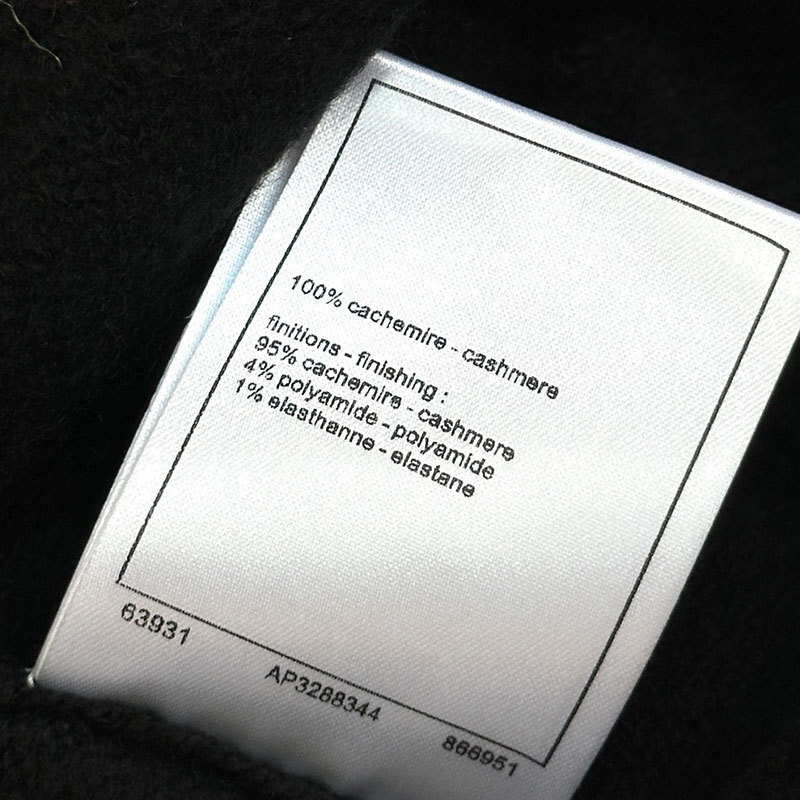 100% cachemire - cashmere
finitions - finishing :
95% cachemire - cashmere
4% polyamide - polyamide
1% elasthanne - elastane
63931
AP3288344
866951